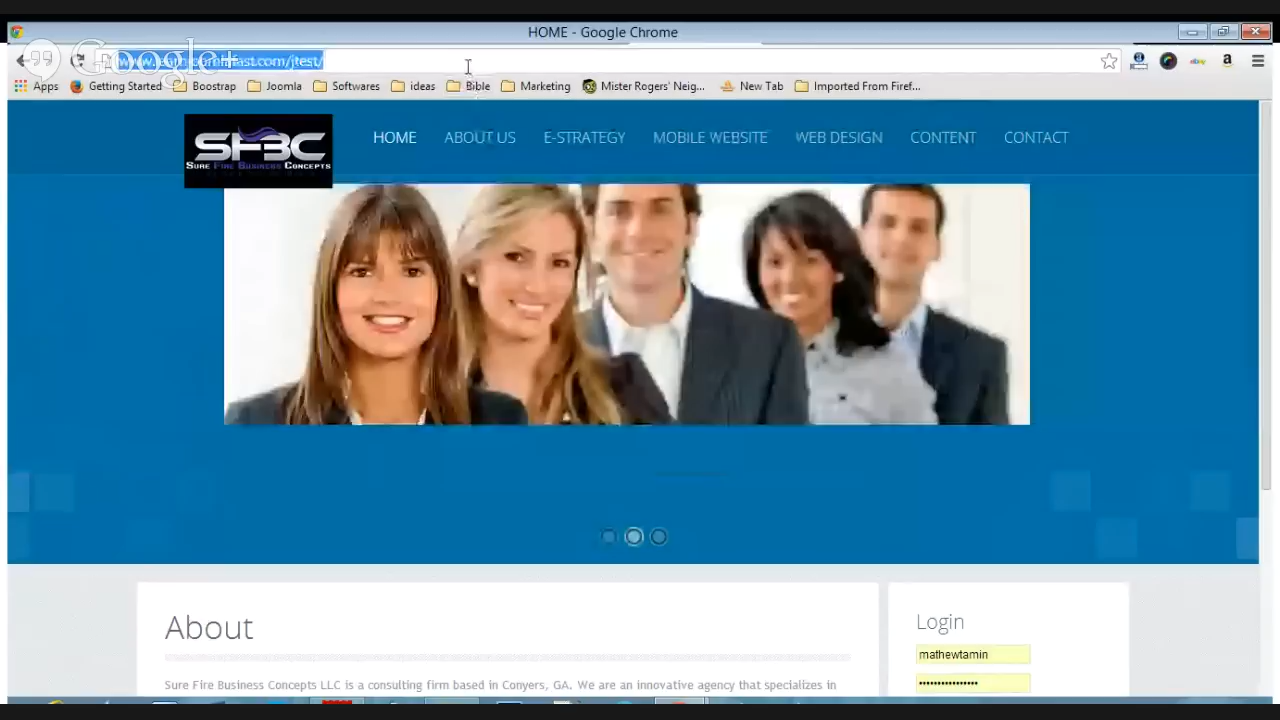 HOME - Google Chrome
Google+
Apps Getting Started Boostrap Joomla Softwares ideas Bible Marketing Mister Rogers' Neig... New Tab Imported From Firef...
SFBC
SURE FIRE BUSINESS CONCEPTS
HOME ABOUT US E-STRATEGY MOBILE WEBSITE WEB DESIGN CONTENT CONTACT
About
Login
mathewtamin
Sure Fire Business Concepts LLC is a consulting firm based in Conyers, GA. We are an innovative agency that specializes in